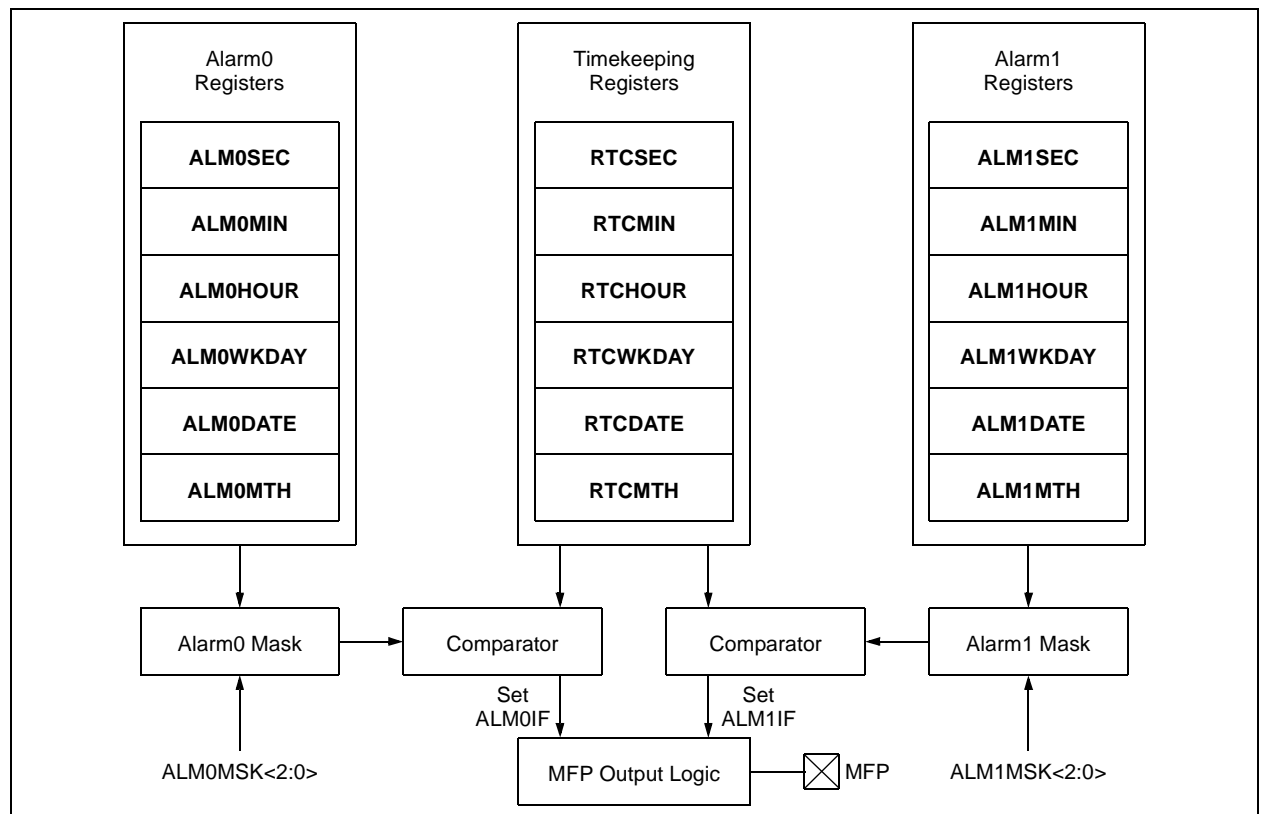 Alarm0
Registers
ALM0SEC
ALM0MIN
ALM0HOUR
ALM0WKDAY
ALM0DATE
ALM0MTH
Timekeeping
Registers
RTCSEC
RTCMIN
RTCHOUR
RTCWKDAY
RTCDATE
RTCMTH
Alarm1
Registers
ALM1SEC
ALM1MIN
ALM1HOUR
ALM1WKDAY
ALM1DATE
ALM1MTH
Alarm0 Mask
Comparator
Comparator
Alarm1 Mask
Set
ALM0IF
Set
ALM1IF
ALM0MSK<2:0>
MFP Output Logic
MFP
ALM1MSK<2:0>